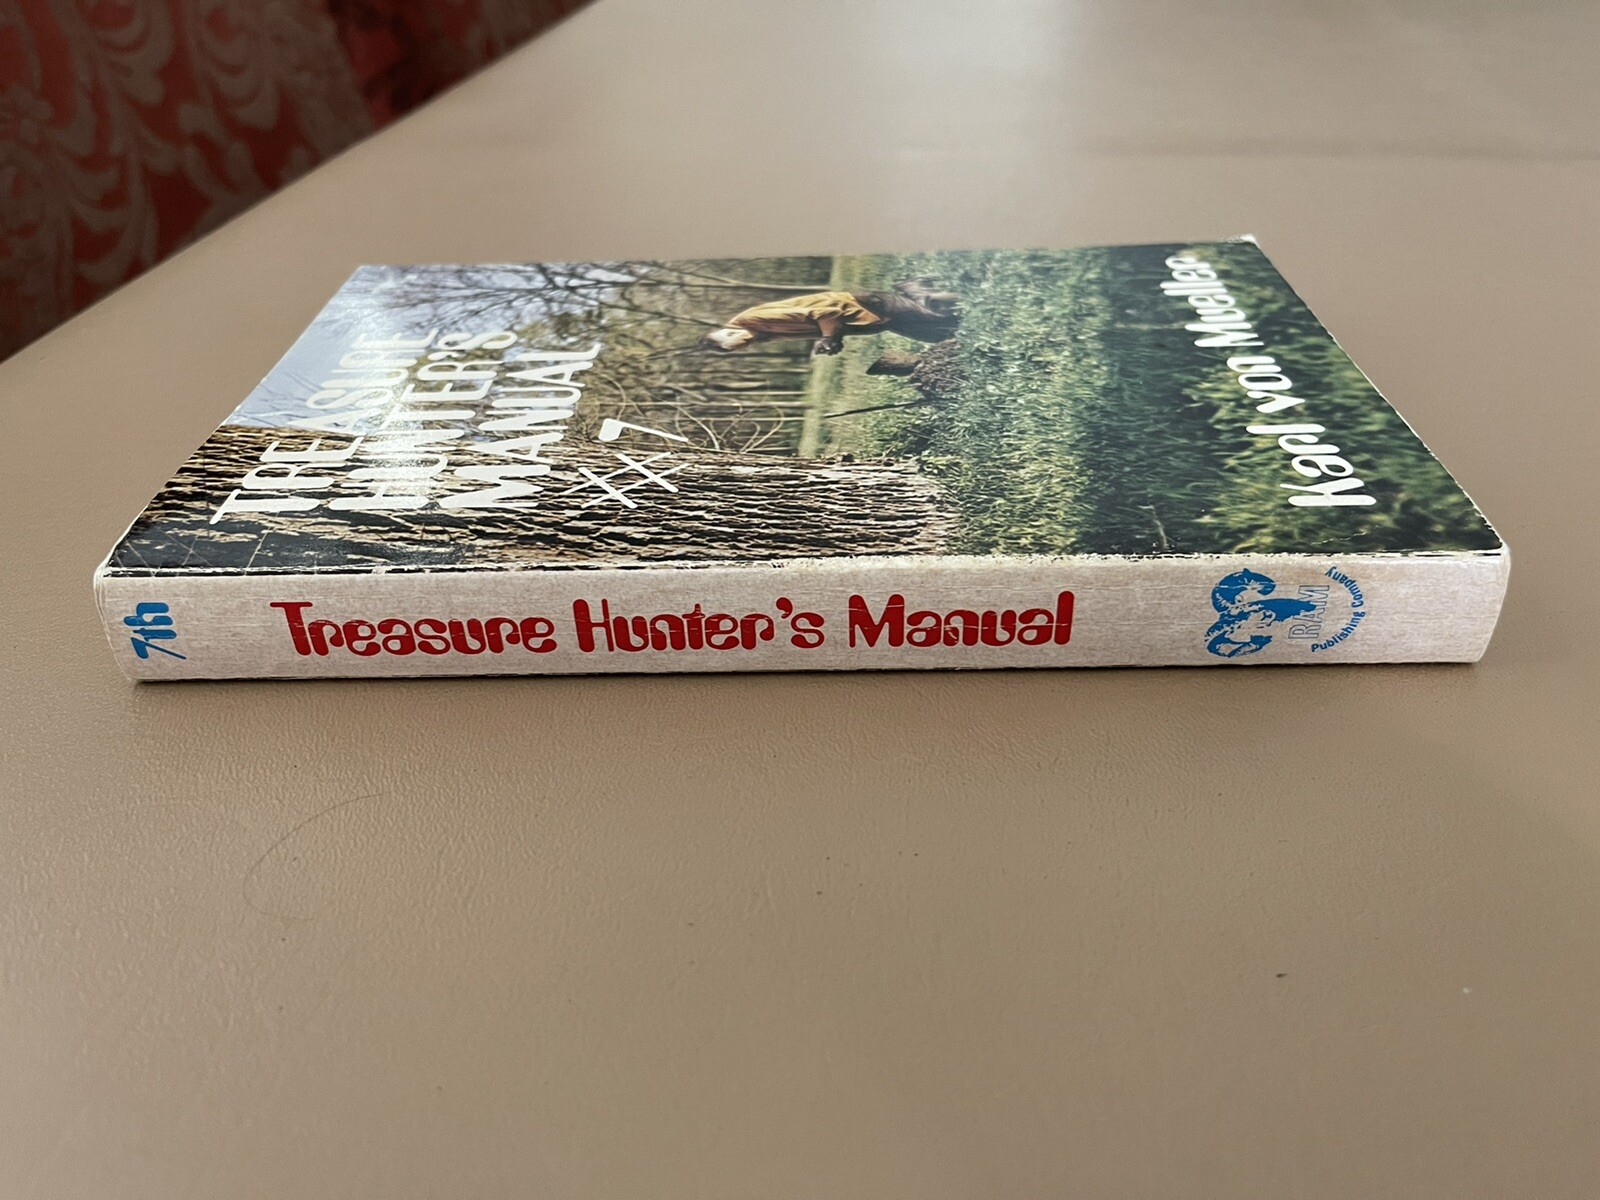 TREASURE
HUNTER'S
MANUAL
#7
Karl von Mueller
7th
Treasure Hunter's Manual
RAM
Publishing Company